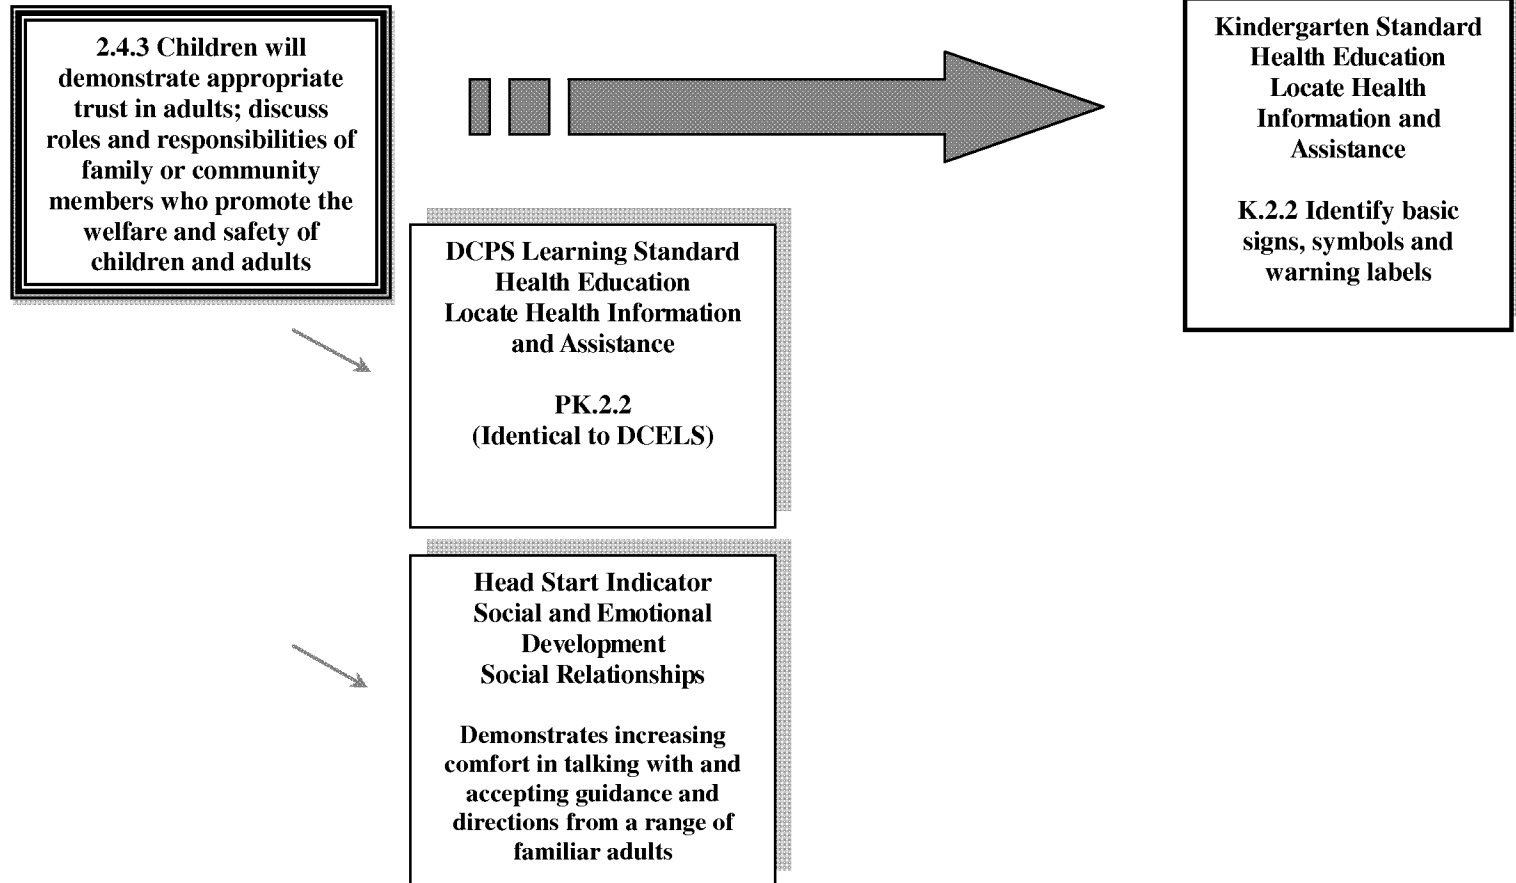 2.4.3 Children will
demonstrate appropriate
trust in adults; discuss
roles and responsibilities of
family or community
members who promote the
welfare and safety of
children and adults
Kindergarten Standard
Health Education
Locate Health
Information and
Assistance
K.2.2 Identify basic
signs, symbols and
warning labels
DCPS Learning Standard
Health Education
Locate Health Information
and Assistance
PK.2.2
(Identical to DCELS)
Head Start Indicator
Social and Emotional
Development
Social Relationships
Demonstrates increasing
comfort in talking with and
accepting guidance and
directions from a range of
familiar adults